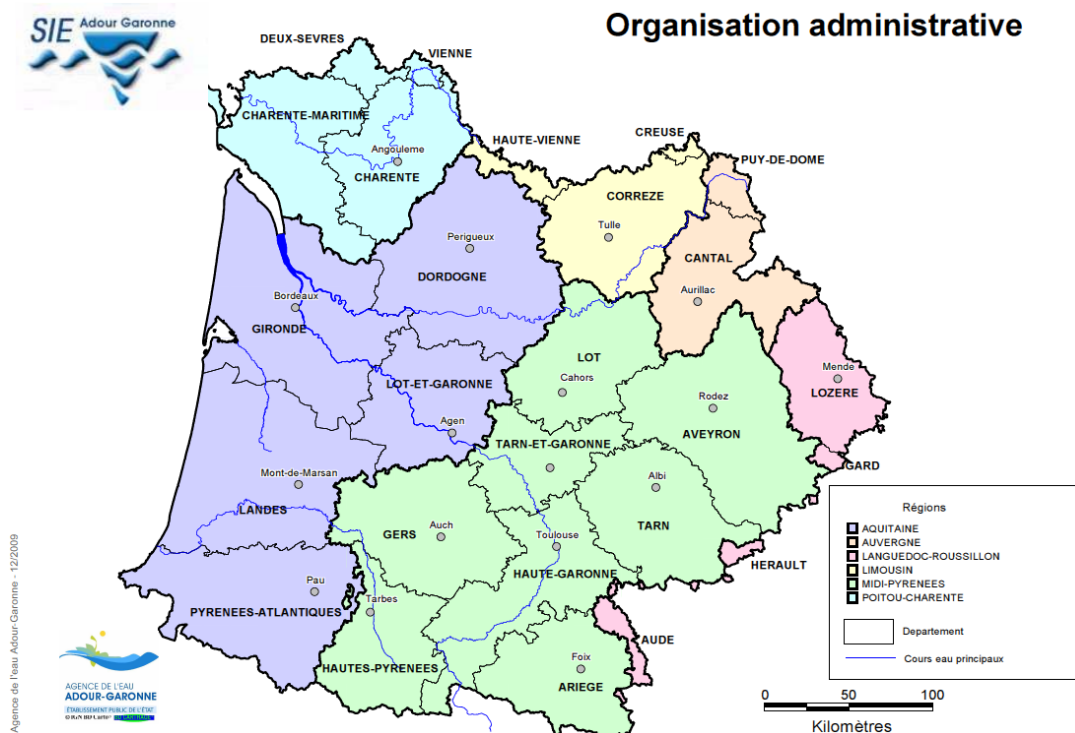 Organisation administrative
SIE Adour Garonne
DEUX-SEVRES
VIENNE
CHARENTE-MARITIME
HAUTE-VIENNE
CREUSE
PUY-DE-DOME
Angouleme
CHARENTE
CORREZE
Tulle
Perigueux
DORDOGNE
CANTAL
Aurillac
Bordeaux
GIRONDE
LOT
Cahors
LOT-ET-GARONNE
Mende
LOZERE
Rodez
AVEYRON
Agen
TARN-ET-GARONNE
GARD
Mont-de-Marsan
Albi
LANDES
GERS
Auch
Toulouse
TARN
HERAULT
HAUTE-GARONNE
Pau
PYRENEES-ATLANTIQUES
Tarbes
AUDE
HAUTES-PYRENEES
Foix
ARIEGE
Régions
AQUITAINE
AUVERGNE
LANGUEDOC-ROUSSILLON
LIMOUSIN
MIDI-PYRENEES
POITOU-CHARENTE
Departement
Cours eau principaux
0 50 100
Kilomètres
Agence de l'eau Adour-Garonne - 12/2009
AGENCE DE L'EAU
ADOUR-GARONNE
ÉTABLISSEMENT PUBLIC DE L'ÉTAT